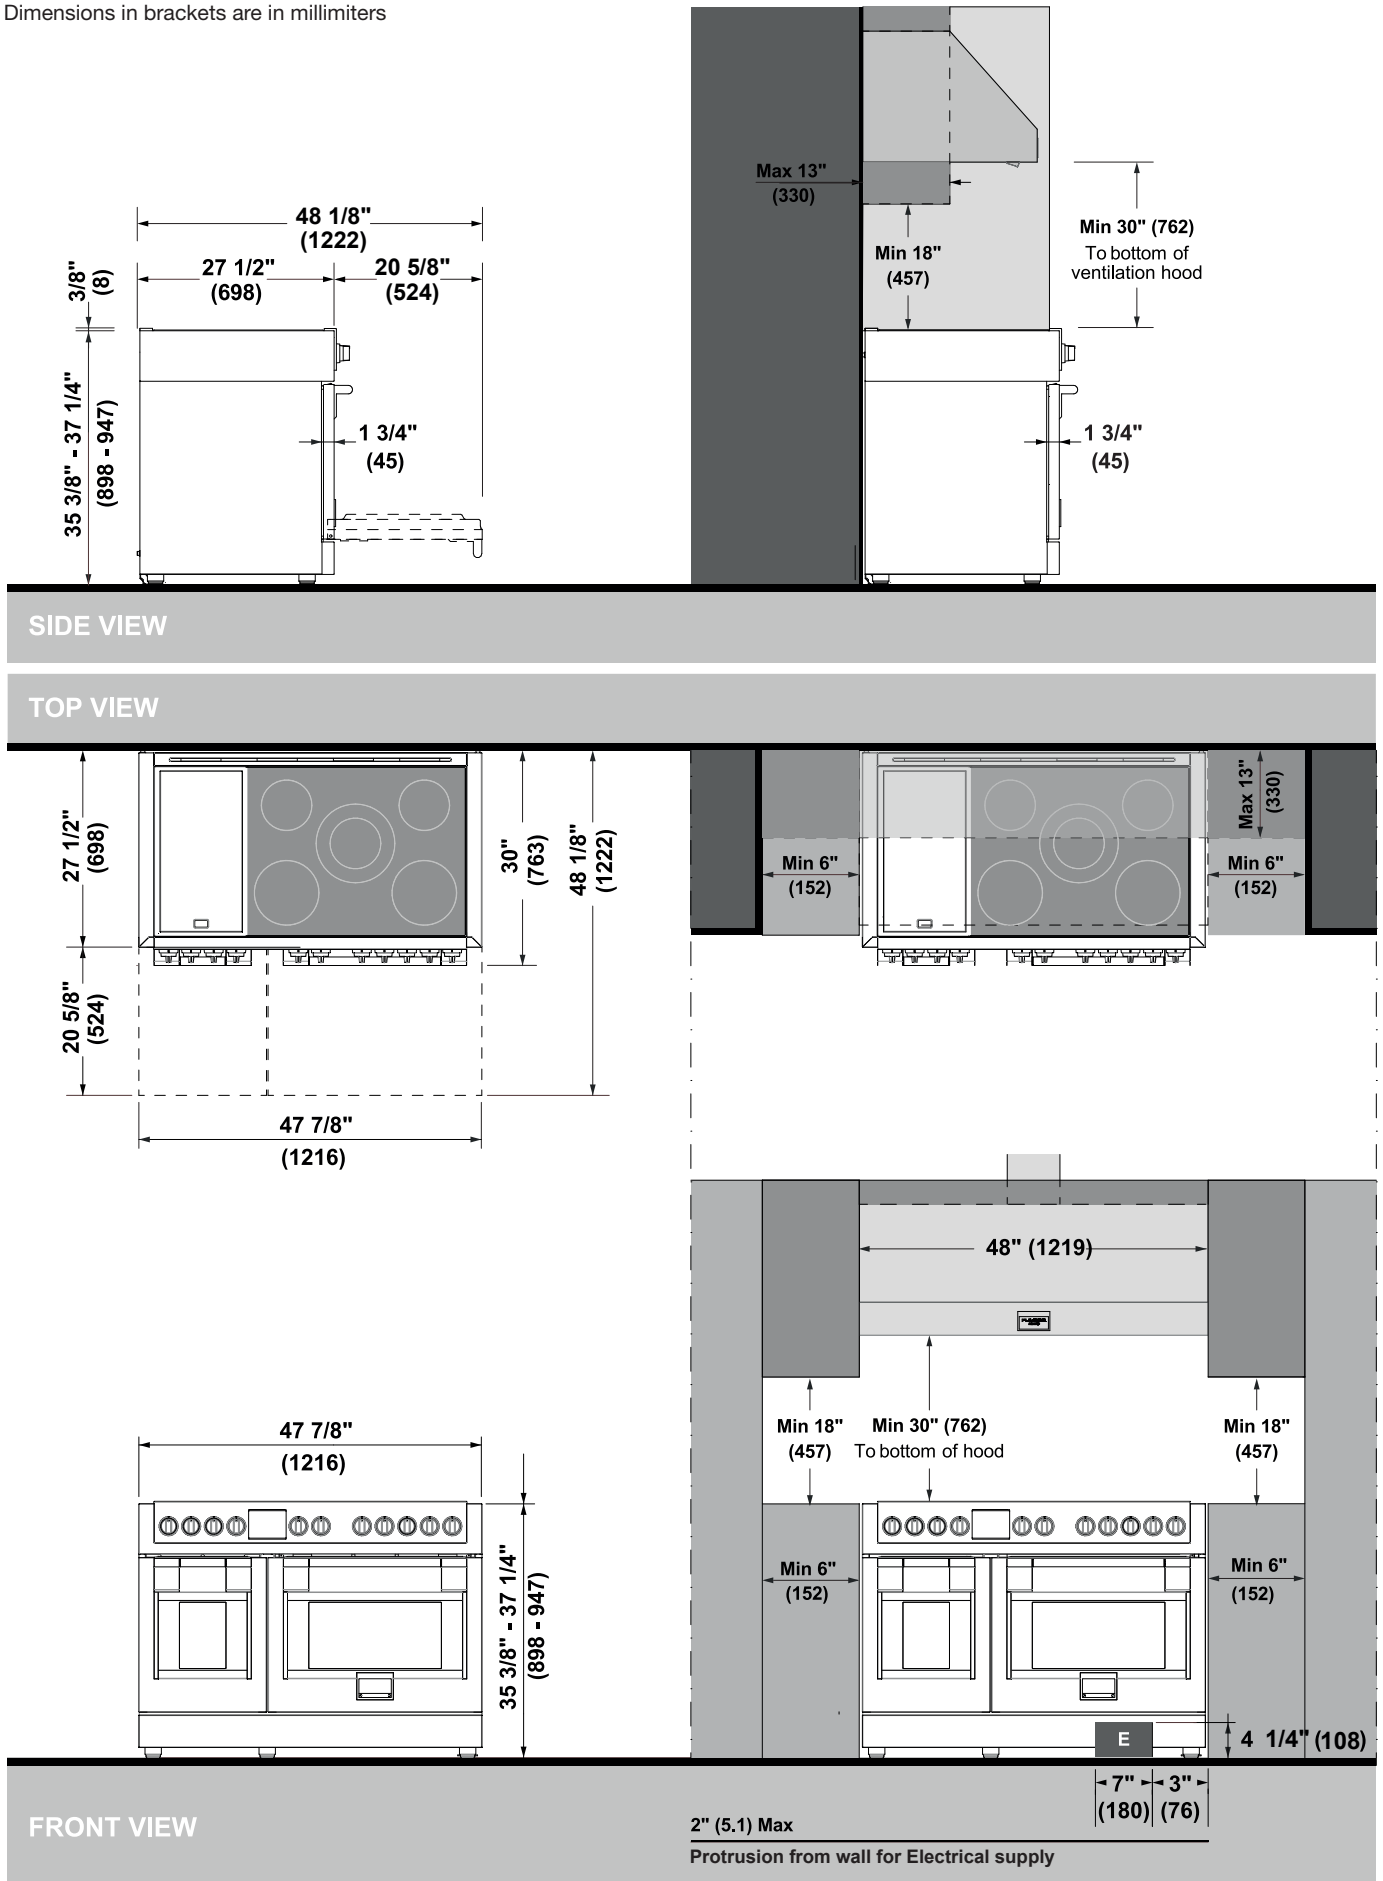 Dimensions in brackets are in millimiters
48 1/8"
(1222)
27 1/2"
(698)
20 5/8"
(524)
3/8"
(8)
35 3/8" - 37 1/4"
(898 - 947)
1 3/4"
(45)
Max 13"
(330)
Min 18"
(457)
Min 30" (762)
To bottom of
ventilation hood
1 3/4"
(45)
SIDE VIEW
TOP VIEW
27 1/2"
(698)
20 5/8"
(524)
30"
(763)
48 1/8"
(1222)
47 7/8"
(1216)
Max 13"
(330)
Min 6"
(152)
Min 6"
(152)
48" (1219)
Min 18"
(457)
Min 30" (762)
To bottom of hood
Min 18"
(457)
47 7/8"
(1216)
35 3/8" - 37 1/4"
(898 - 947)
Min 6"
(152)
Min 6"
(152)
E
4 1/4" (108)
7"
(180)
3"
(76)
FRONT VIEW
2" (5.1) Max
Protrusion from wall for Electrical supply